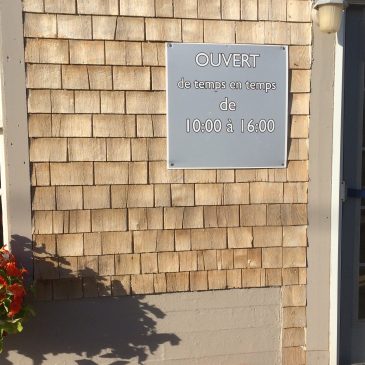 OUVERT
de temps en temps
de
10:00 à 16:00